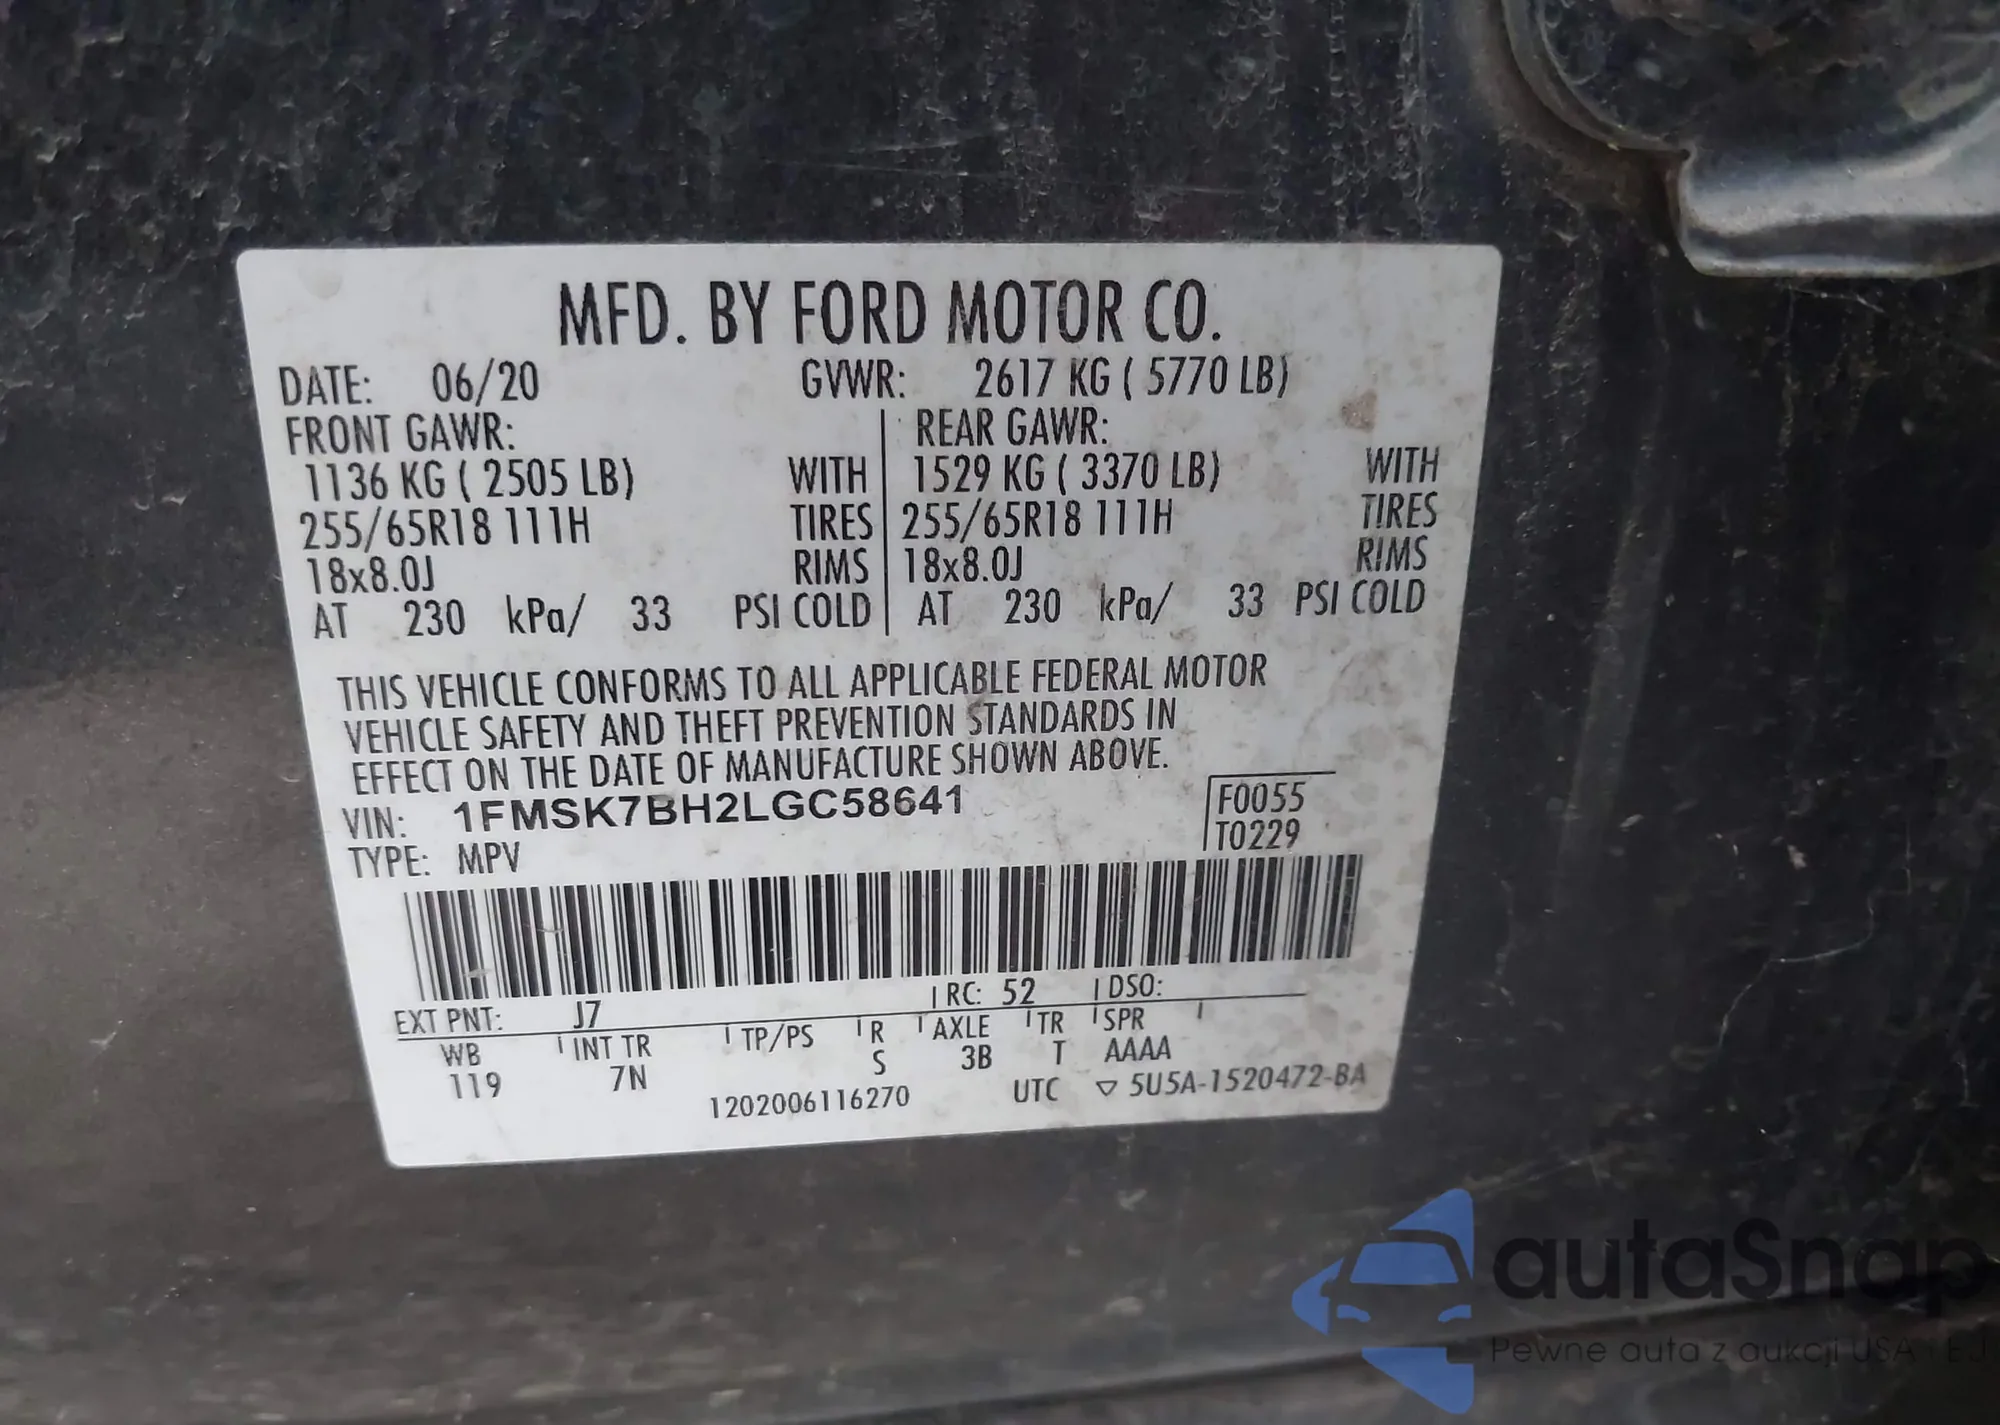 MFD. BY FORD MOTOR CO.
DATE: 06/20 GVWR: 2617 KG ( 5770 LB)
FRONT GAWR: REAR GAWR:
1136 KG ( 2505 LB) WITH 1529 KG ( 3370 LB) WITH
255/65R18 111H TIRES 255/65R18 111H TIRES
18x8.0J RIMS 18x8.0J RIMS
AT 230 kPa/ 33 PSI COLD AT 230 kPa/ 33 PSI COLD
THIS VEHICLE CONFORMS TO ALL APPLICABLE FEDERAL MOTOR
VEHICLE SAFETY AND THEFT PREVENTION STANDARDS IN
EFFECT ON THE DATE OF MANUFACTURE SHOWN ABOVE.
VIN: 1FMSK7BH2LGC58641 F0055
TYPE: MPV T0229
EXT PNT: J7 RC: 52 DSO:
WB INT TR TP/PS R AXLE TR SPR
119 7N S 3B T AAAA
1202006116270 UTC ▽ 5U5A-1520472-BA
autaSnap
Pewne auta z aukcji USA i EU